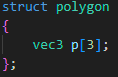 struct polygon
{
    vec3 p[3];
};